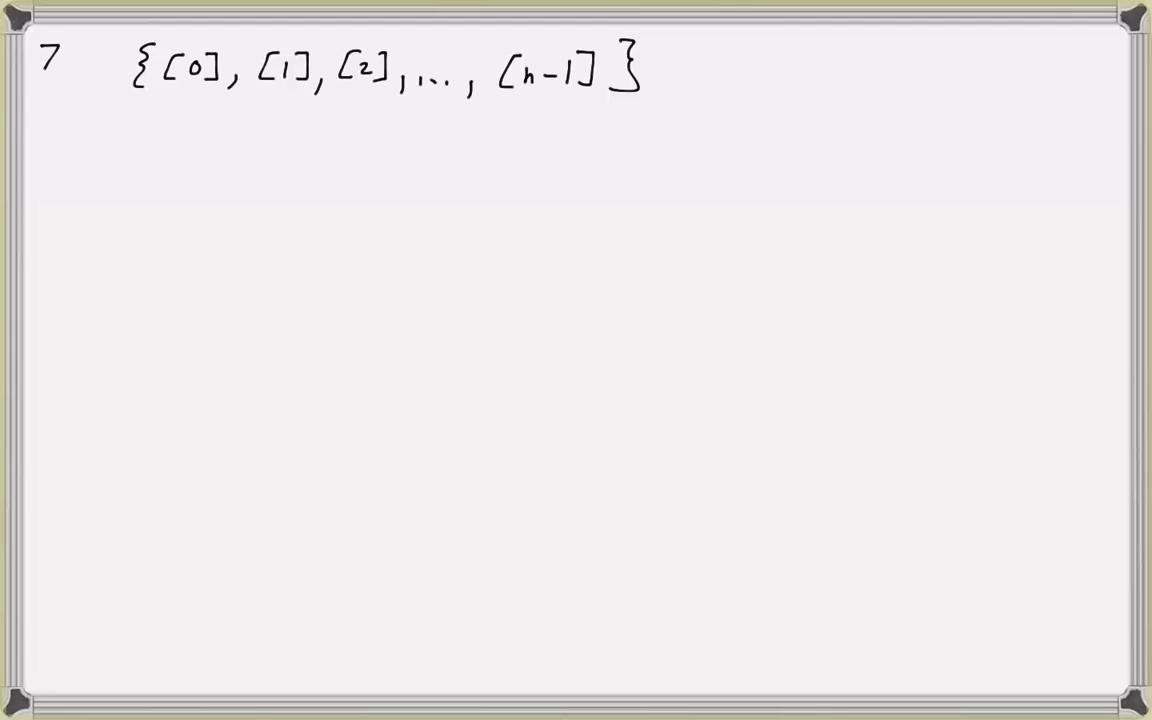 7 {[0], [1], [2], ..., [n-1]}